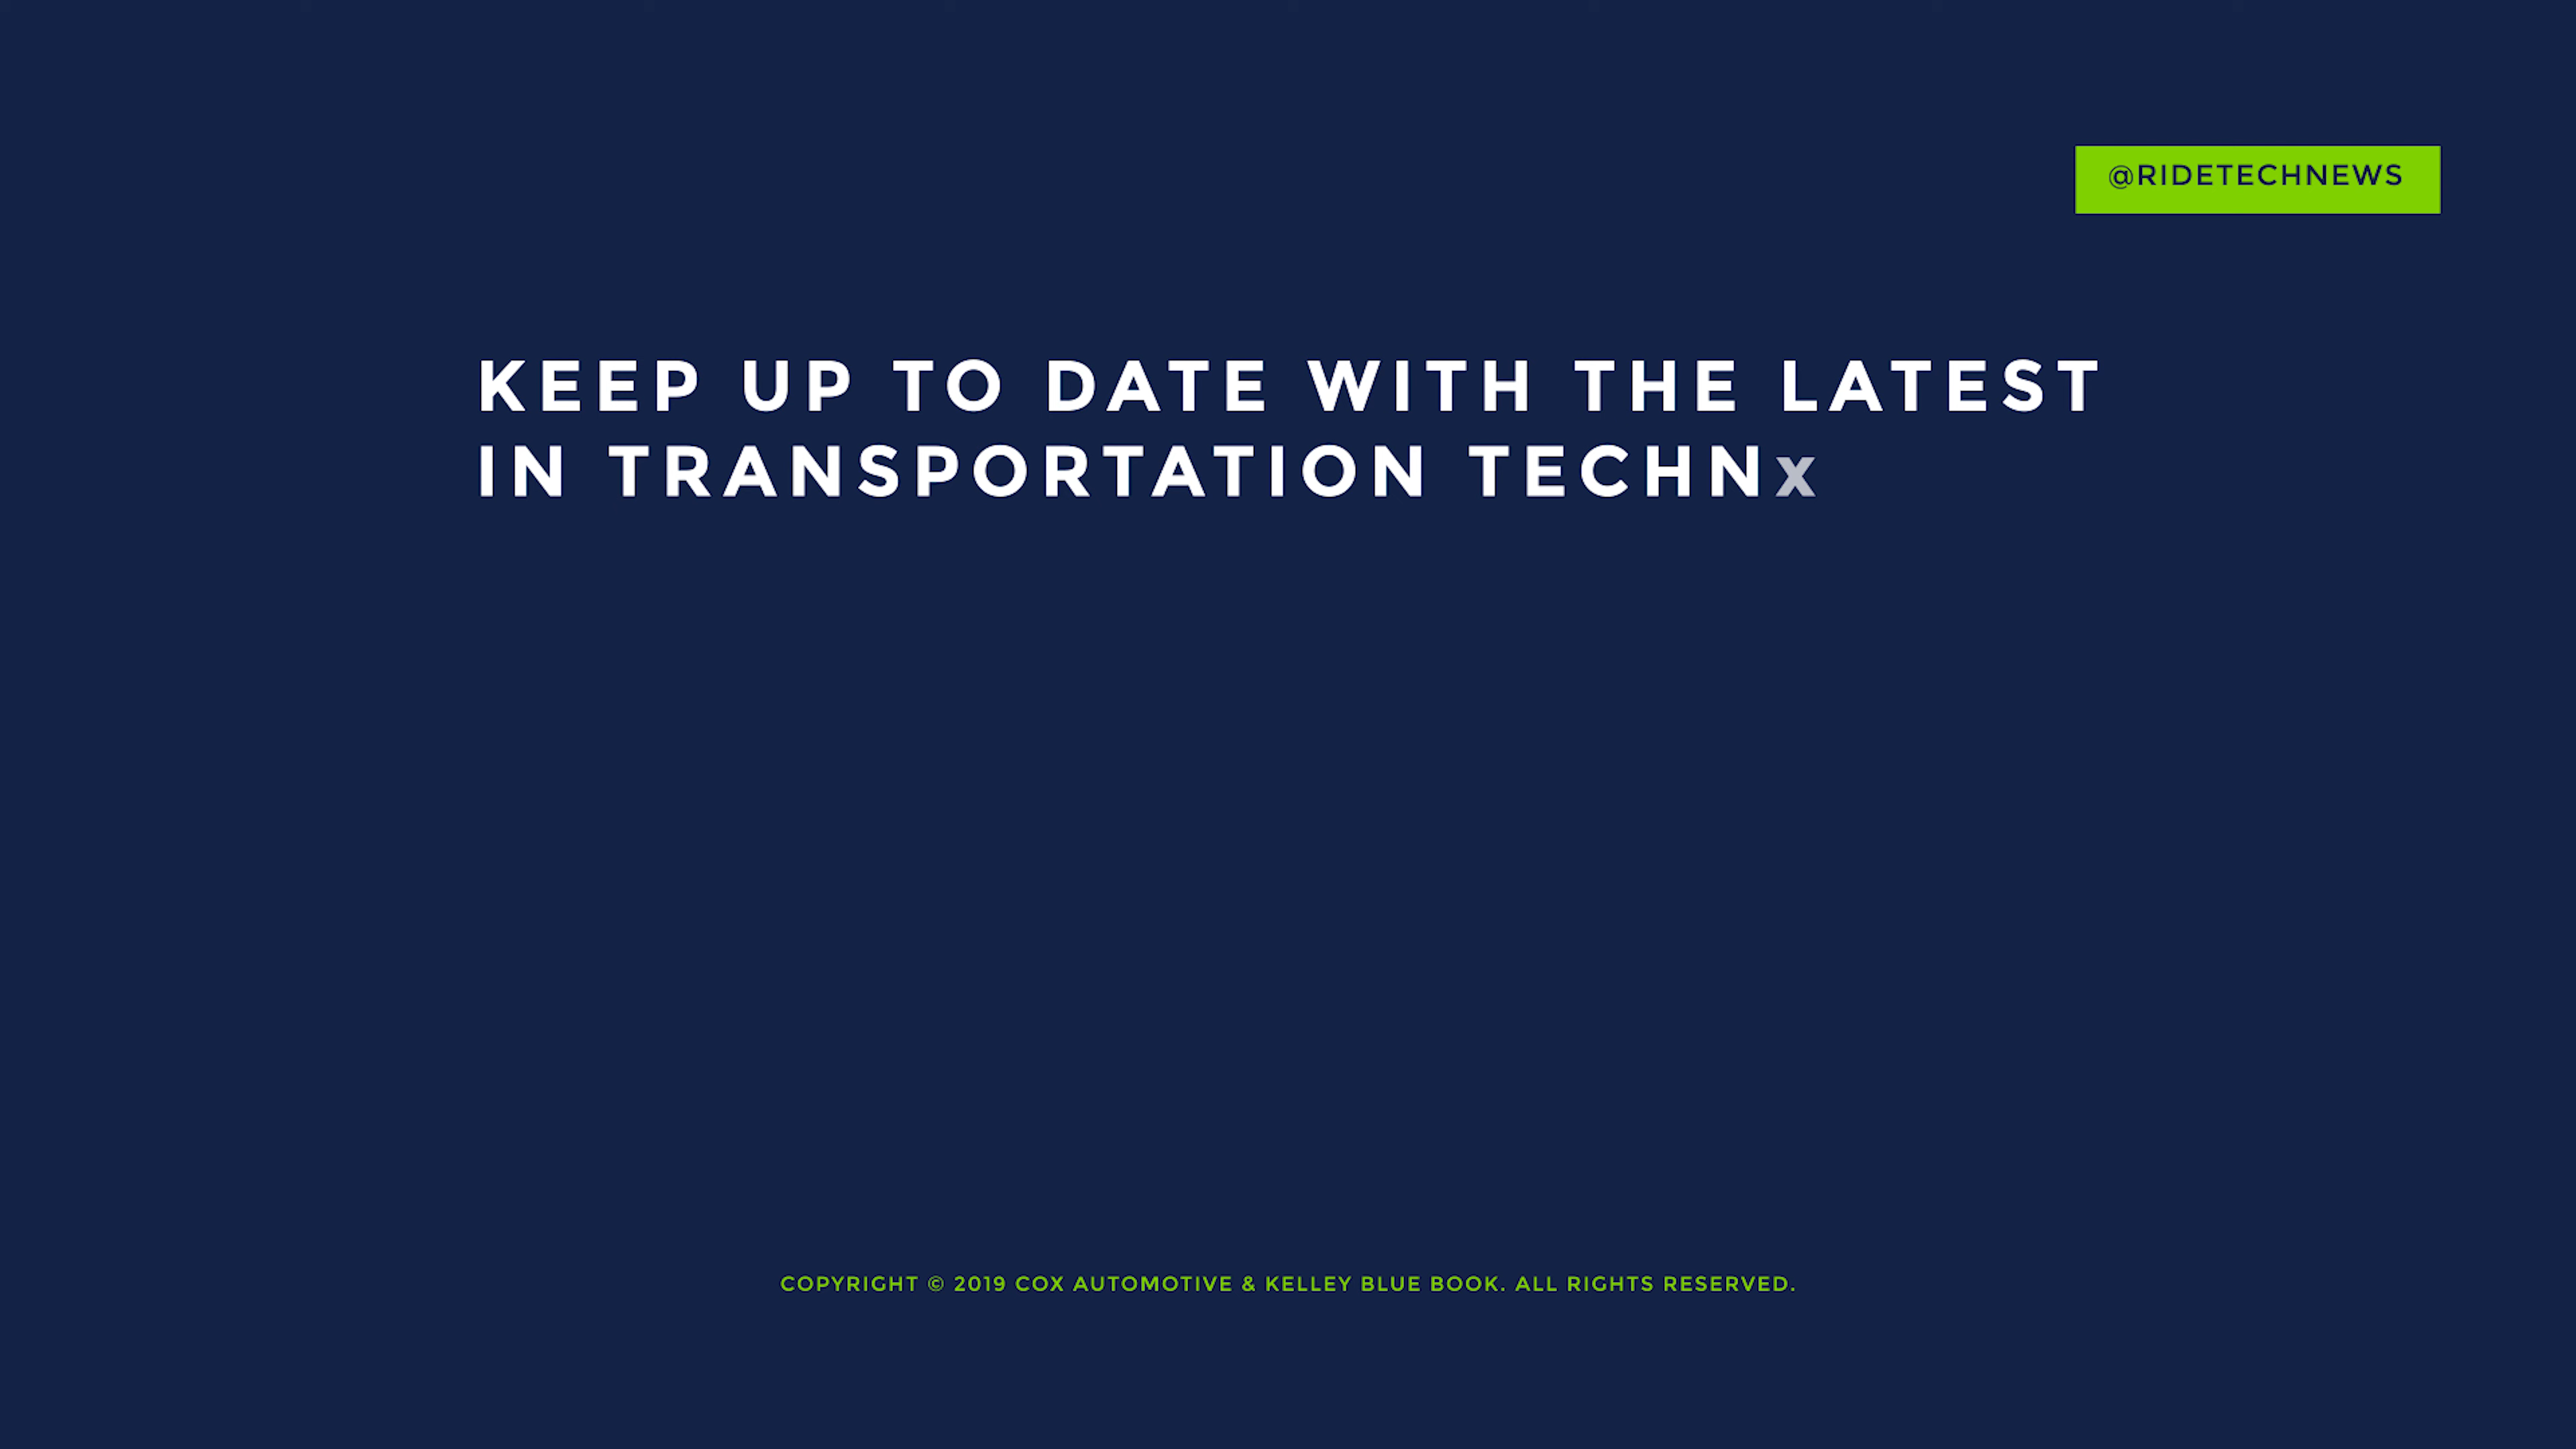 @RIDETECHNEWS
KEEP UP TO DATE WITH THE LATEST
IN TRANSPORTATION TECHNx
COPYRIGHT © 2019 COX AUTOMOTIVE & KELLEY BLUE BOOK. ALL RIGHTS RESERVED.